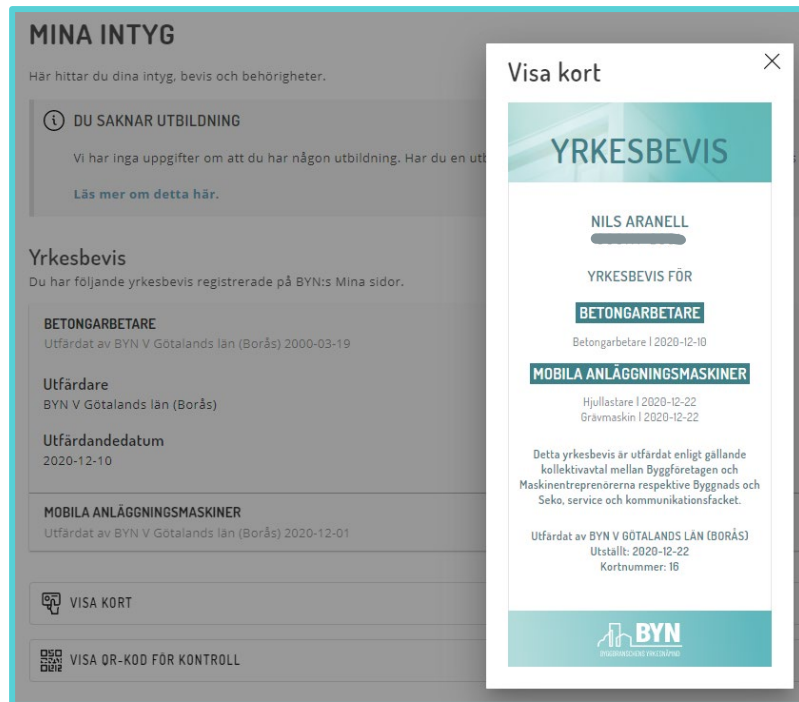 MINA INTYG
Här hittar du dina intyg, bevis och behörigheter.
DU SAKNAR UTBILDNING
Vi har inga uppgifter om att du har någon utbildning. Har du en utb
Läs mer om detta här.
Yrkesbevis
Du har följande yrkesbevis registrerade på BYN:s Mina sidor.
BETONGARBETARE
Utfärdat av BYN V Götalands län (Borås) 2000-03-19
Utfärdare
BYN V Götalands län (Borås)
Utfärdandedatum
2020-12-10
MOBILA ANLÄGGNINGSMASKINER
Utfärdat av BYN V Götalands län (Borås) 2020-12-01
VISA KORT
VISA QR-KOD FÖR KONTROLL
Visa kort
YRKESBEVIS
NILS ARANELL
YRKESBEVIS FÖR
BETONGARBETARE
Betongarbetare | 2020-12-10
MOBILA ANLÄGGNINGSMASKINER
Hjullastare | 2020-12-22
Grävmaskin | 2020-12-22
Detta yrkesbevis är utfärdat enligt gällande
kollektivavtal mellan Byggföretagen och
Maskinentreprenörerna respektive Byggnads och
Seko, service och kommunikationsfacket.
Utfärdat av BYN V GÖTALANDS LÄN (BORÅS)
Utställt: 2020-12-22
Kortnummer: 16
BYN
BYGGBRANSCHENS YRKESNÄMND